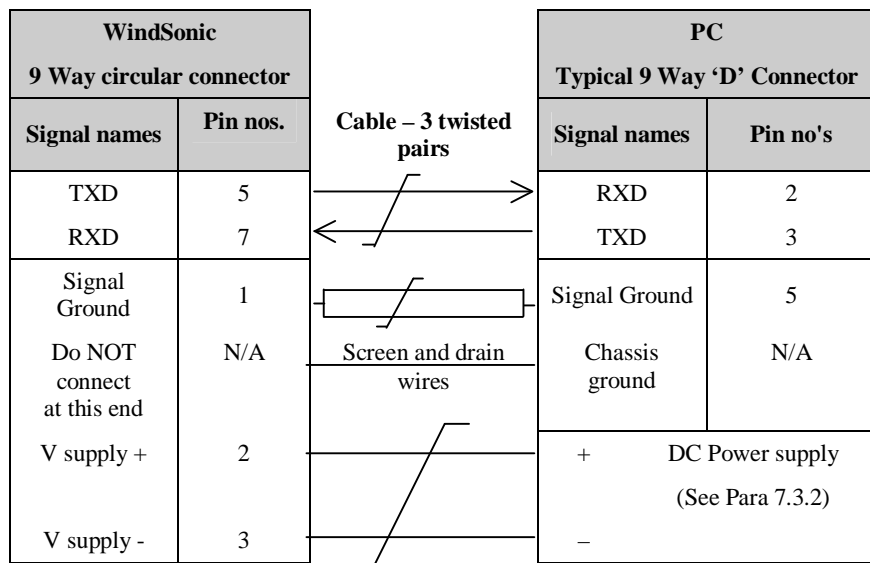 WindSonic
9 Way circular connector
PC
Typical 9 Way ‘D’ Connector
Signal names
Pin nos.
Cable – 3 twisted
pairs
Signal names
Pin no's
TXD
5
RXD
2
RXD
7
TXD
3
Signal
Ground
1
Signal Ground
5
Do NOT
connect
at this end
N/A
Screen and drain
wires
Chassis
ground
N/A
V supply +
2
+ DC Power supply
(See Para 7.3.2)
V supply -
3
–